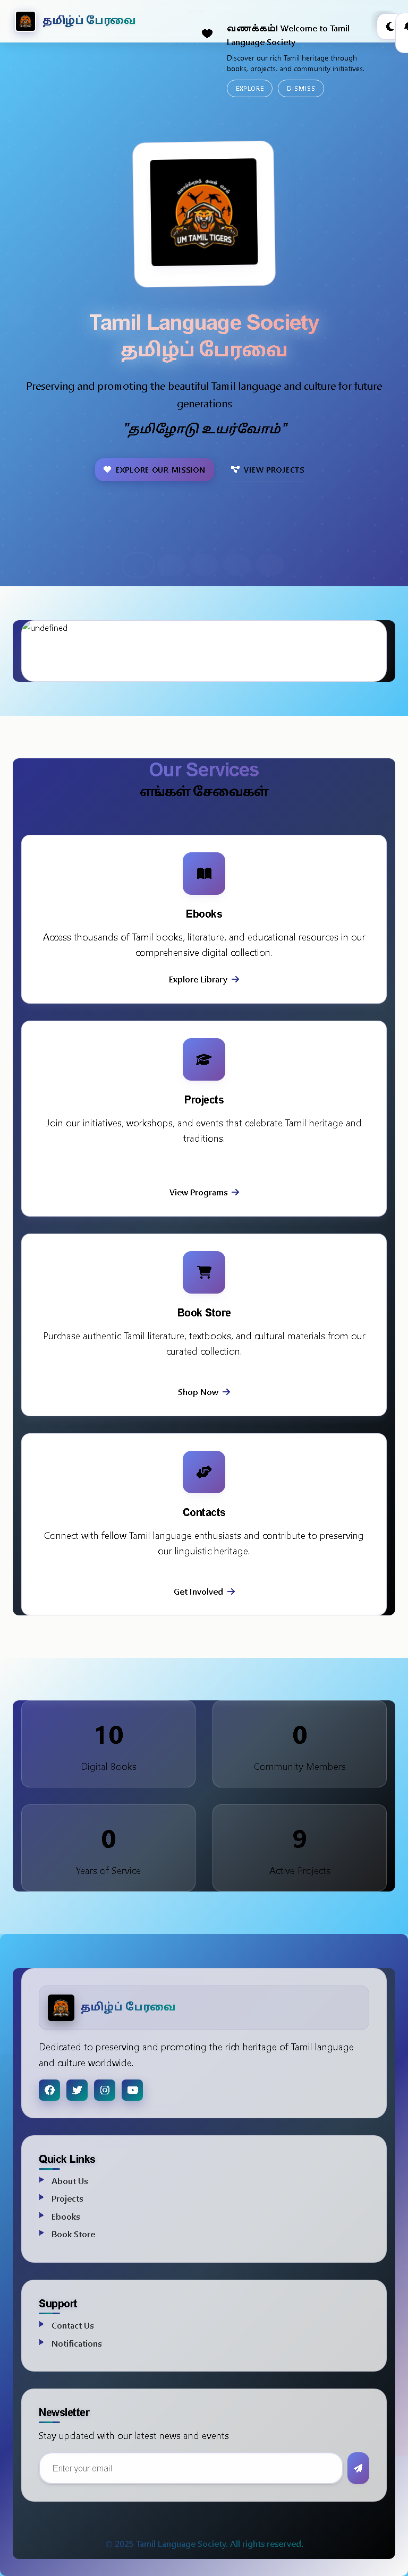 தமிழ்ப் பேரவை
வணக்கம்! Welcome to Tamil
Language Society
Discover our rich Tamil heritage through
books, projects, and community initiatives.
EXPLORE
DISMISS
UM TAMIL TIGERS
Tamil Language Society
தமிழ்ப் பேரவை
Preserving and promoting the beautiful Tamil language and culture for future
generations
"தமிழோடு உயர்வோம்"
EXPLORE OUR MISSION
VIEW PROJECTS
undefined
Our Services
எங்கள் சேவைகள்
Ebooks
Access thousands of Tamil books, literature, and educational resources in our
comprehensive digital collection.
Explore Library
Projects
Join our initiatives, workshops, and events that celebrate Tamil heritage and
traditions.
View Programs
Book Store
Purchase authentic Tamil literature, textbooks, and cultural materials from our
curated collection.
Shop Now
Contacts
Connect with fellow Tamil language enthusiasts and contribute to preserving
our linguistic heritage.
Get Involved
10
Digital Books
0
Community Members
0
Years of Service
9
Active Projects
தமிழ்ப் பேரவை
Dedicated to preserving and promoting the rich heritage of Tamil language
and culture worldwide.
Quick Links
About Us
Projects
Ebooks
Book Store
Support
Contact Us
Notifications
Newsletter
Stay updated with our latest news and events
Enter your email
© 2025 Tamil Language Society. All rights reserved.